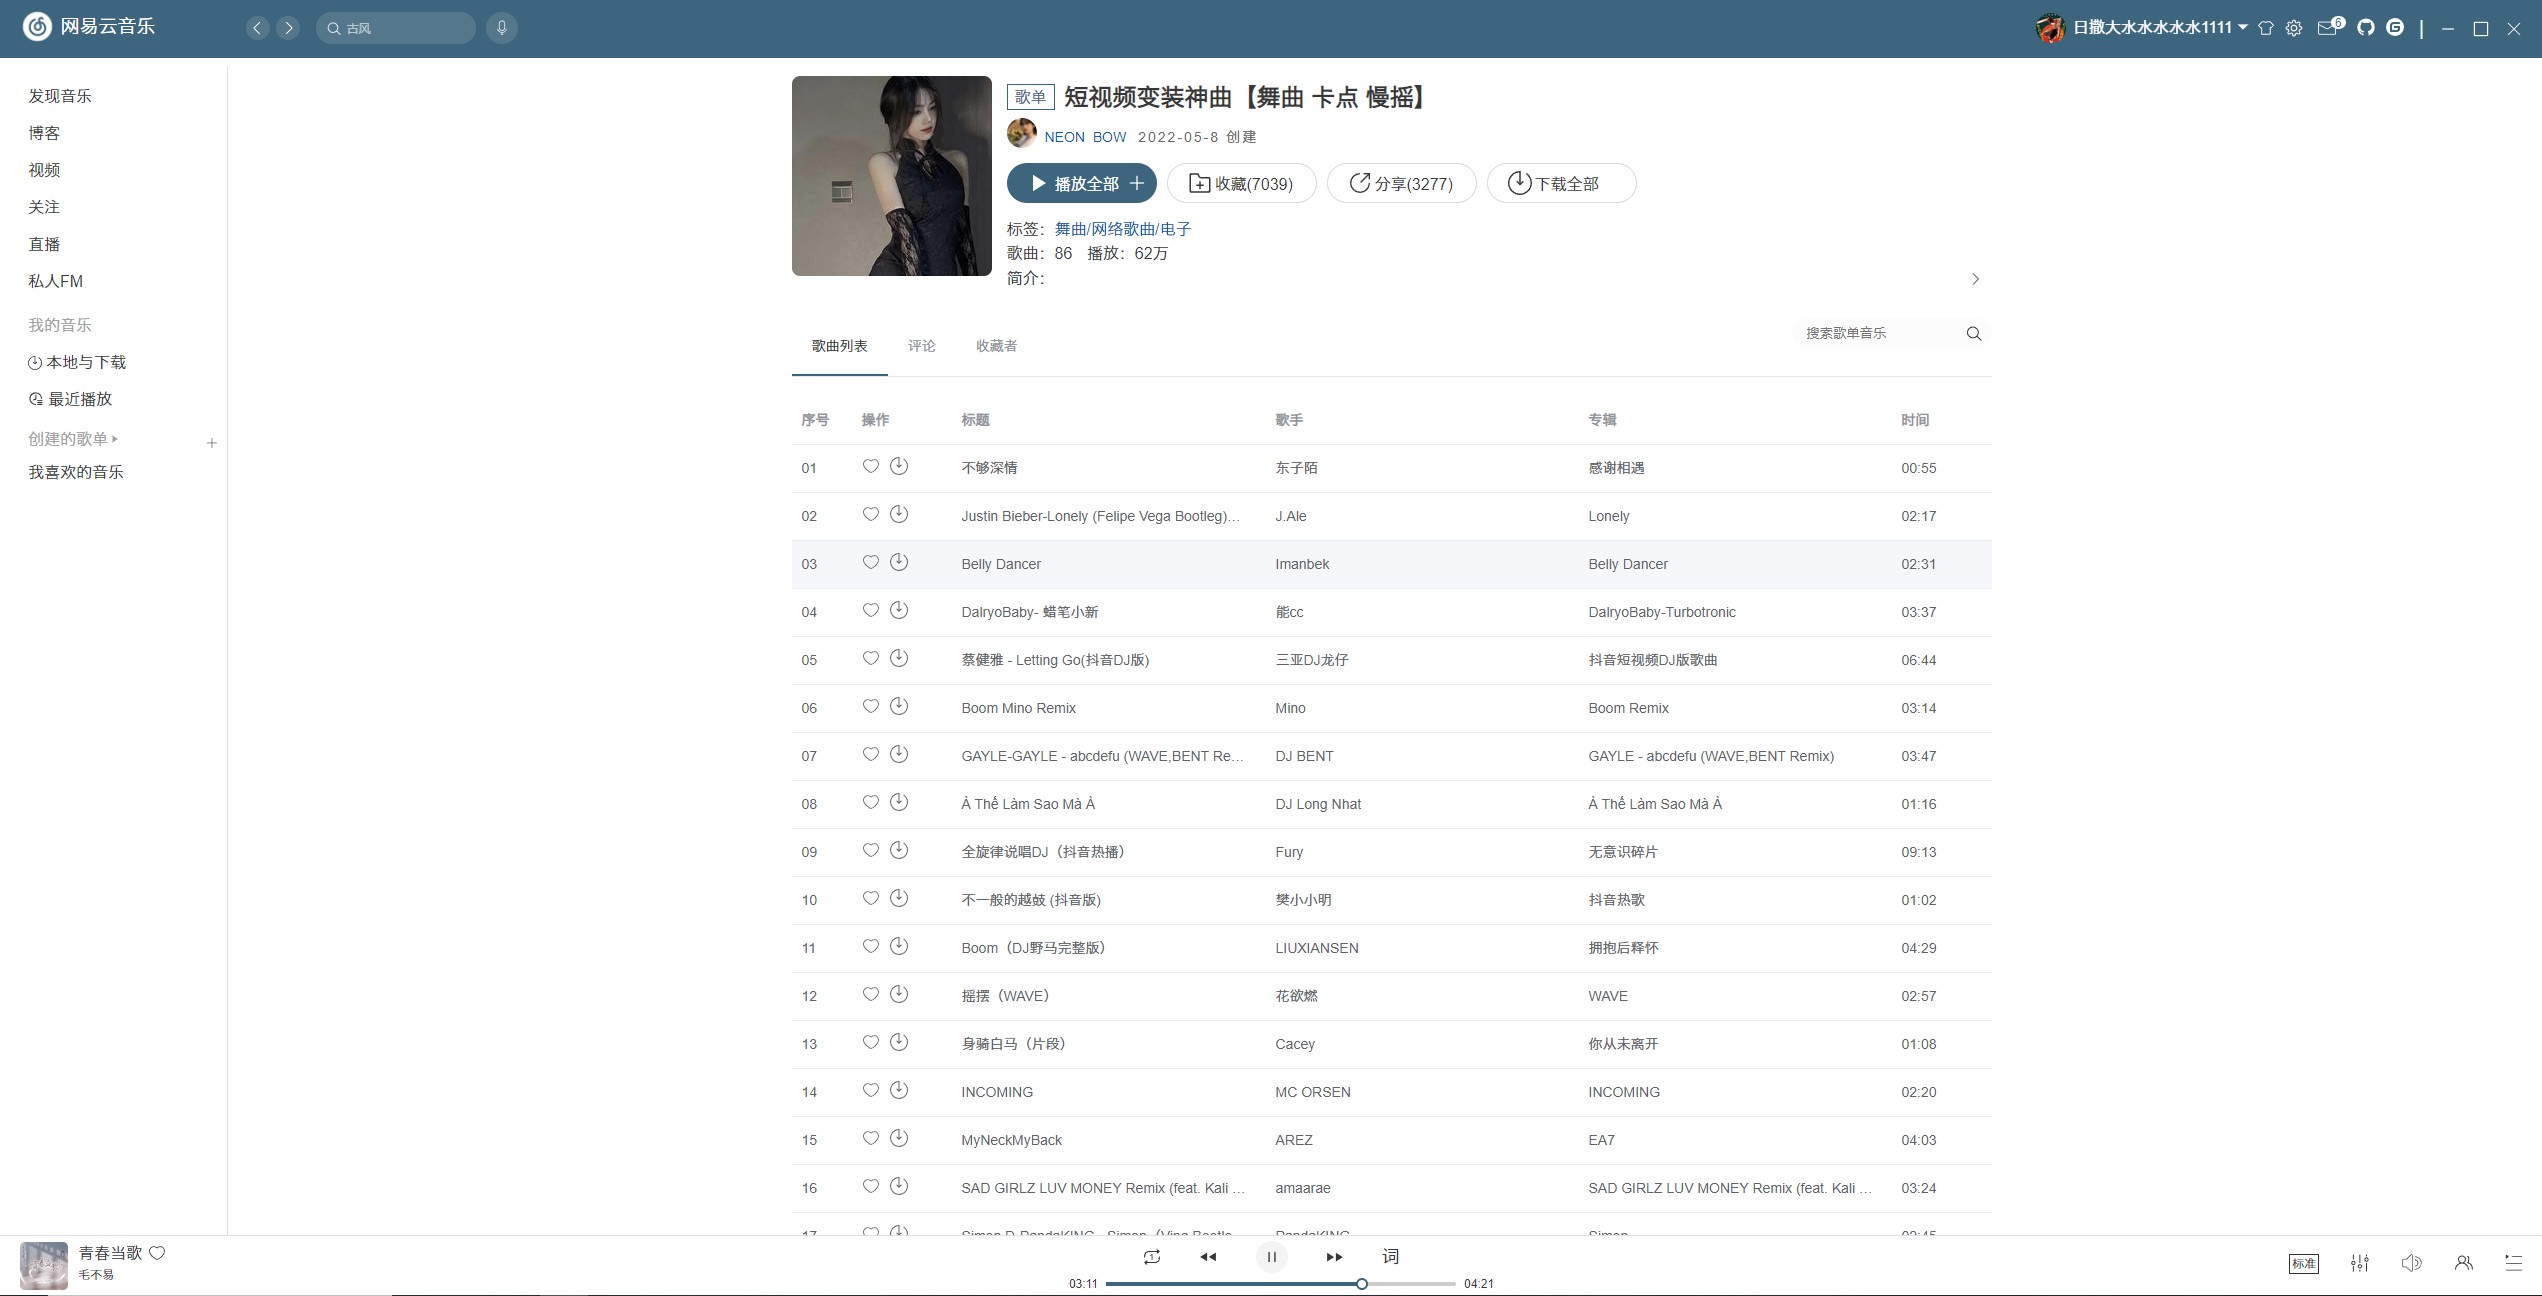 网易云音乐
古风
日撒大水水水水水1111
6
发现音乐
博客
视频
关注
直播
私人FM
我的音乐
本地与下载
最近播放
创建的歌单
我喜欢的音乐
歌单 短视频变装神曲【舞曲 卡点 慢摇】
NEON BOW 2022-05-8 创建
播放全部 收藏(7039) 分享(3277) 下载全部
标签：舞曲/网络歌曲/电子
歌曲：86 播放：62万
简介：
歌曲列表 评论 收藏者 搜索歌单音乐
序号 操作 标题 歌手 专辑 时间
01 不够深情 东子陌 感谢相遇 00:55
02 Justin Bieber-Lonely (Felipe Vega Bootleg)... J.Ale Lonely 02:17
03 Belly Dancer Imanbek Belly Dancer 02:31
04 DalryoBaby- 蜡笔小新 能cc DalryoBaby-Turbotronic 03:37
05 蔡健雅 - Letting Go(抖音DJ版) 三亚DJ龙仔 抖音短视频DJ版歌曲 06:44
06 Boom Mino Remix Mino Boom Remix 03:14
07 GAYLE-GAYLE - abcdefu (WAVE,BENT Re... DJ BENT GAYLE - abcdefu (WAVE,BENT Remix) 03:47
08 À Thế Làm Sao Mà À DJ Long Nhat À Thế Làm Sao Mà À 01:16
09 全旋律说唱DJ（抖音热播） Fury 无意识碎片 09:13
10 不一般的越鼓 (抖音版) 樊小小明 抖音热歌 01:02
11 Boom（DJ野马完整版） LIUXIANSEN 拥抱后释怀 04:29
12 摇摆（WAVE） 花欲燃 WAVE 02:57
13 身骑白马（片段） Cacey 你从未离开 01:08
14 INCOMING MC ORSEN INCOMING 02:20
15 MyNeckMyBack AREZ EA7 04:03
16 SAD GIRLZ LUV MONEY Remix (feat. Kali ... amaarae SAD GIRLZ LUV MONEY Remix (feat. Kali ... 03:24
青春当歌
毛不易
词
03:11 04:21
标准